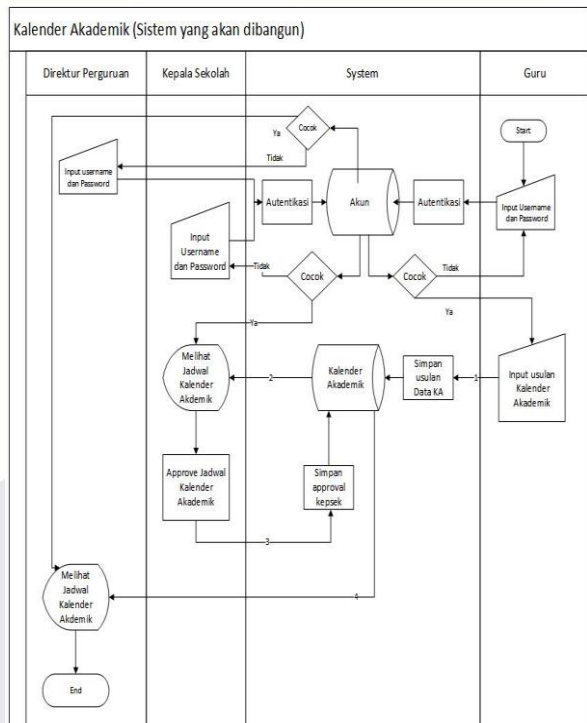 Kalender Akademik (Sistem yang akan dibangun)
Direktur Perguruan
Kepala Sekolah
System
Guru
Start
Ya
Cocok
Tidak
Input username
dan Password
Autentikasi
Akun
Autentikasi
Input Username
dan Password
Input
Username
dan Password
Tidak
Cocok
Cocok
Tidak
Ya
Ya
Melihat
Jadwal
Kalender
Akdemik
2
Kalender
Akademik
Simpan
usulan
Data KA
1
Input usulan
Kalender
Akademik
Approve Jadwal
Kalender
Akademik
Simpan
approval
kepsek
3
Melihat
Jadwal
Kalender
Akdemik
4
End